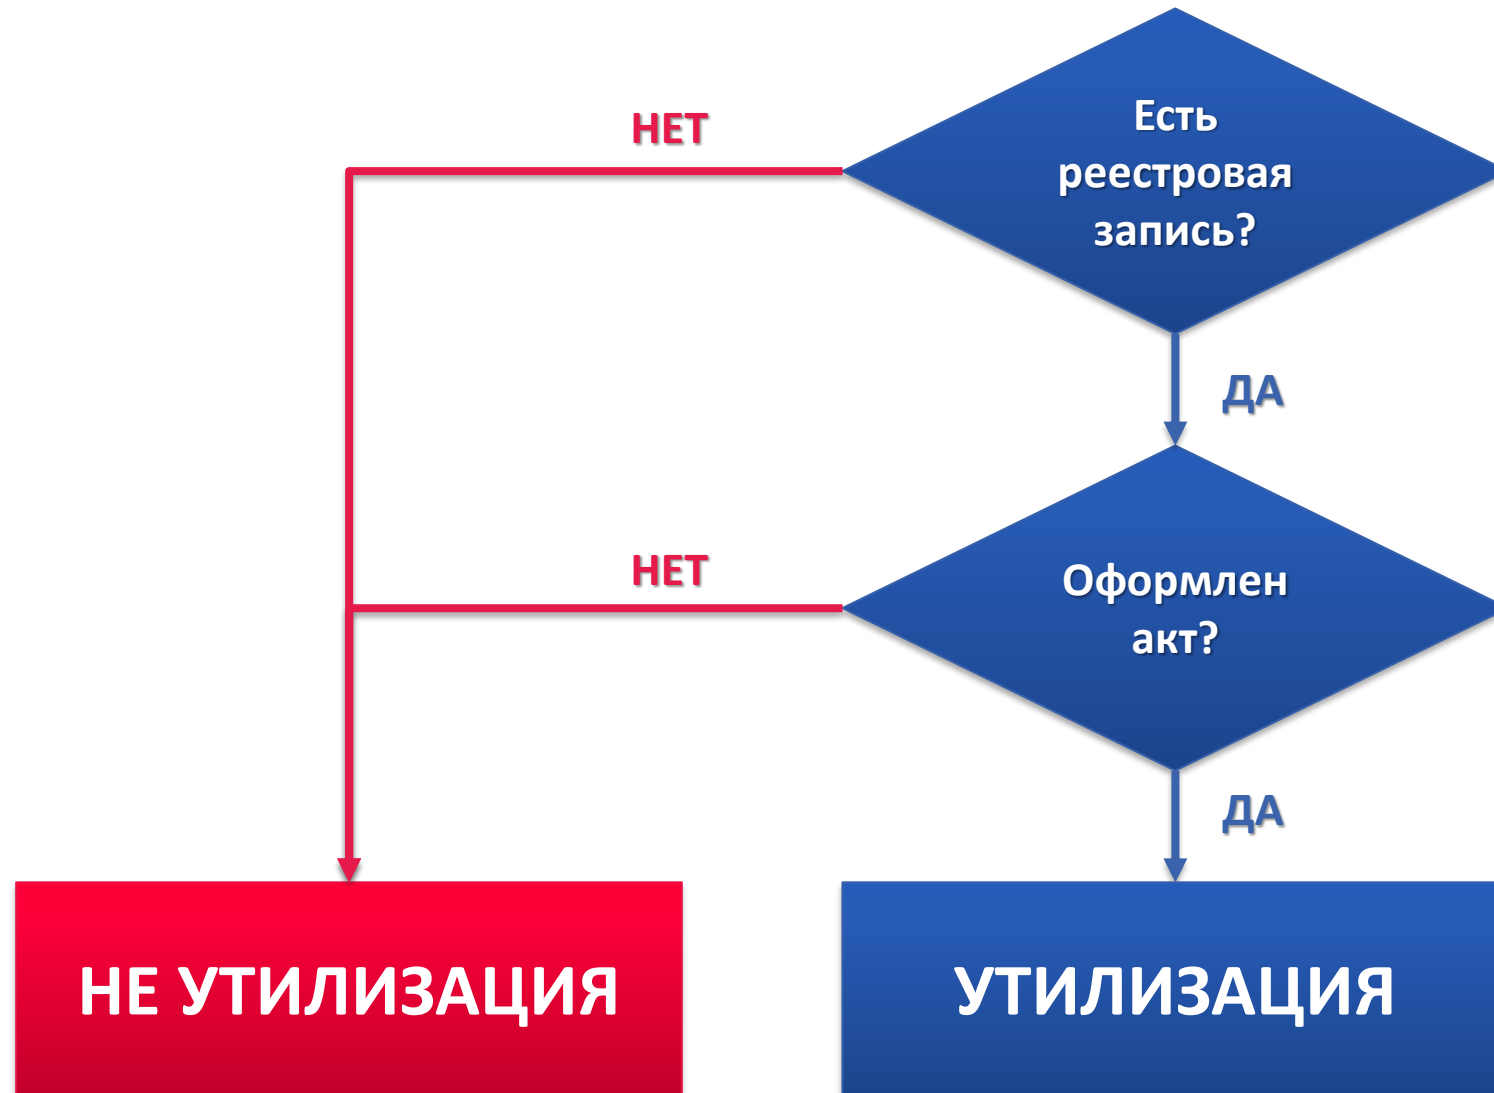 НЕТ
Есть
реестровая
запись?
ДА
НЕТ
Оформлен
акт?
ДА
НЕ УТИЛИЗАЦИЯ
УТИЛИЗАЦИЯ